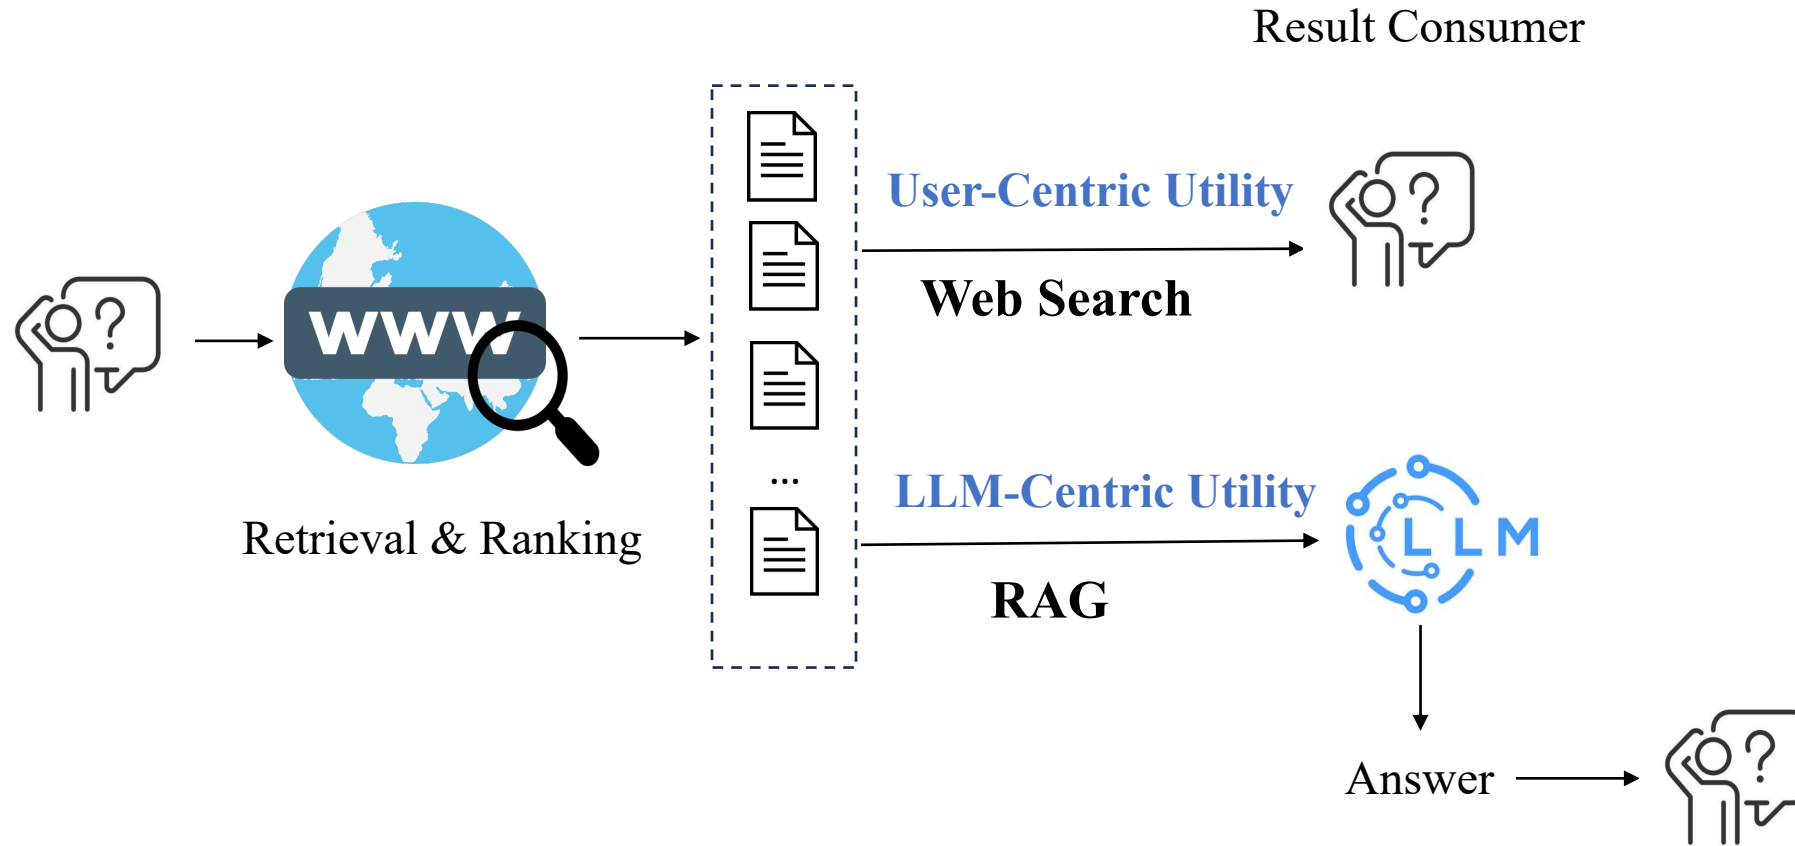 Result Consumer
User-Centric Utility
Web Search
? 
WWW
?
...
LLM-Centric Utility
LLM
Retrieval & Ranking
RAG
Answer
?